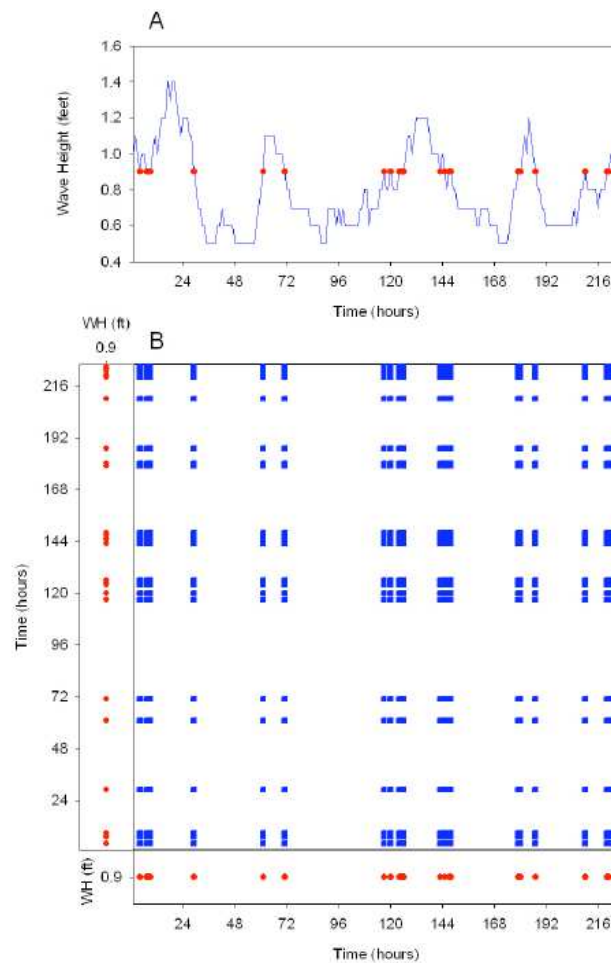 A
1.6
1.4
1.2
1.0
0.8
0.6
0.4
Wave Height (feet)
24 48 72 96 120 144 168 192 216
Time (hours)
WH (ft)
0.9
B
216
192
168
144
120
96
72
48
24
Time (hours)
WH (ft)
0.9
24 48 72 96 120 144 168 192 216
Time (hours)